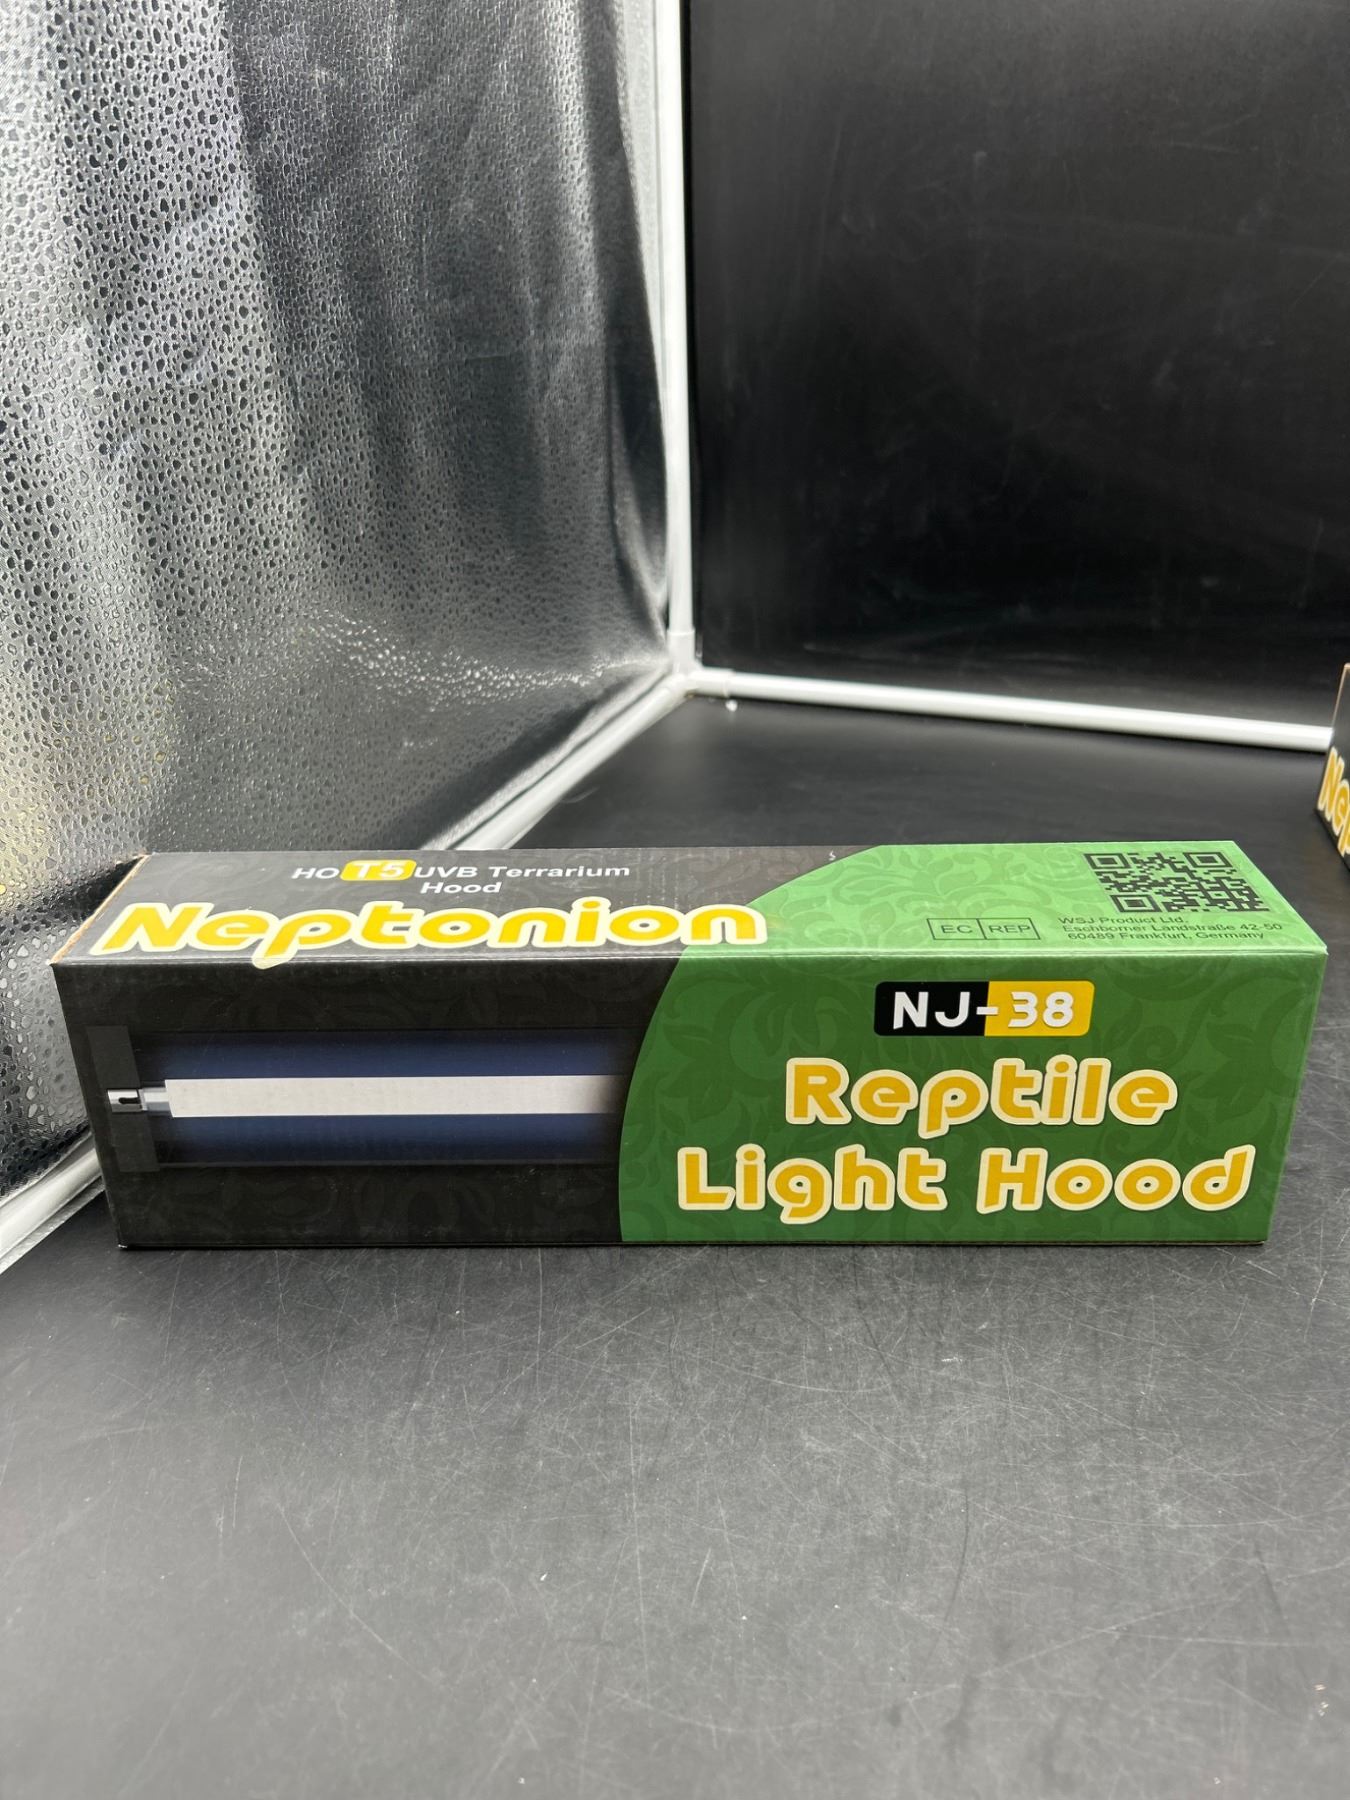 HO T5 UVB Terrarium
Hood
Neptonion
EC REP
WSJ Product Ltd.
Eschborner Landstraße 42-50
60489 Frankfurt, Germany
NJ-38
Reptile
Light Hood
Nep